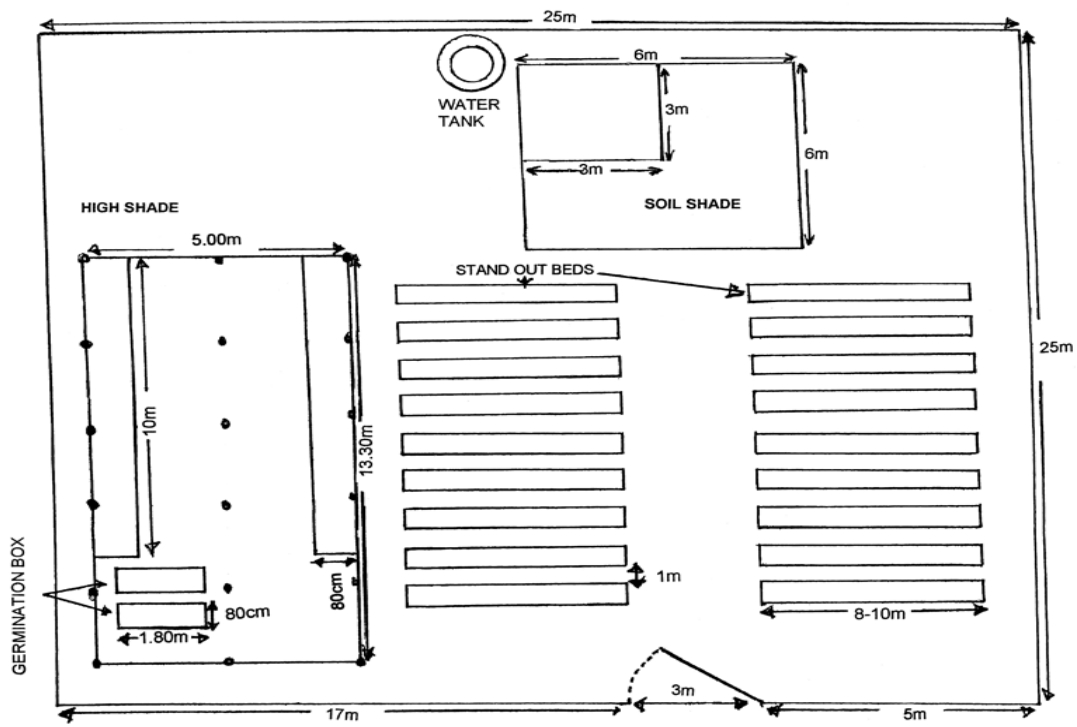 25m
6m
WATER
TANK
3m
3m
6m
HIGH SHADE
SOIL SHADE
5.00m
STAND OUT BEDS
25m
10m
13.30m
GERMINATION BOX
80cm
1m
80cm
1.80m
8-10m
17m
3m
5m